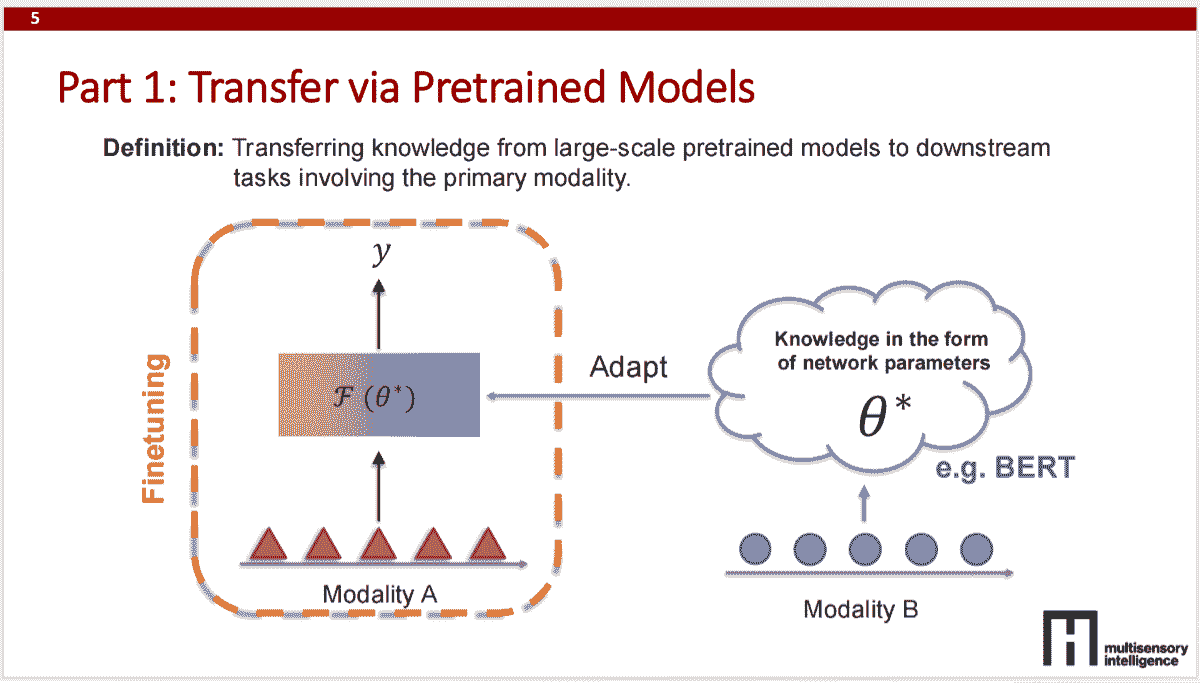 5
Part 1: Transfer via Pretrained Models
Definition: Transferring knowledge from large-scale pretrained models to downstream
tasks involving the primary modality.
y
Finetuning
ℱ (θ*)
Modality A
Adapt
Knowledge in the form
of network parameters
θ*
e.g. BERT
Modality B
multisensory
intelligence